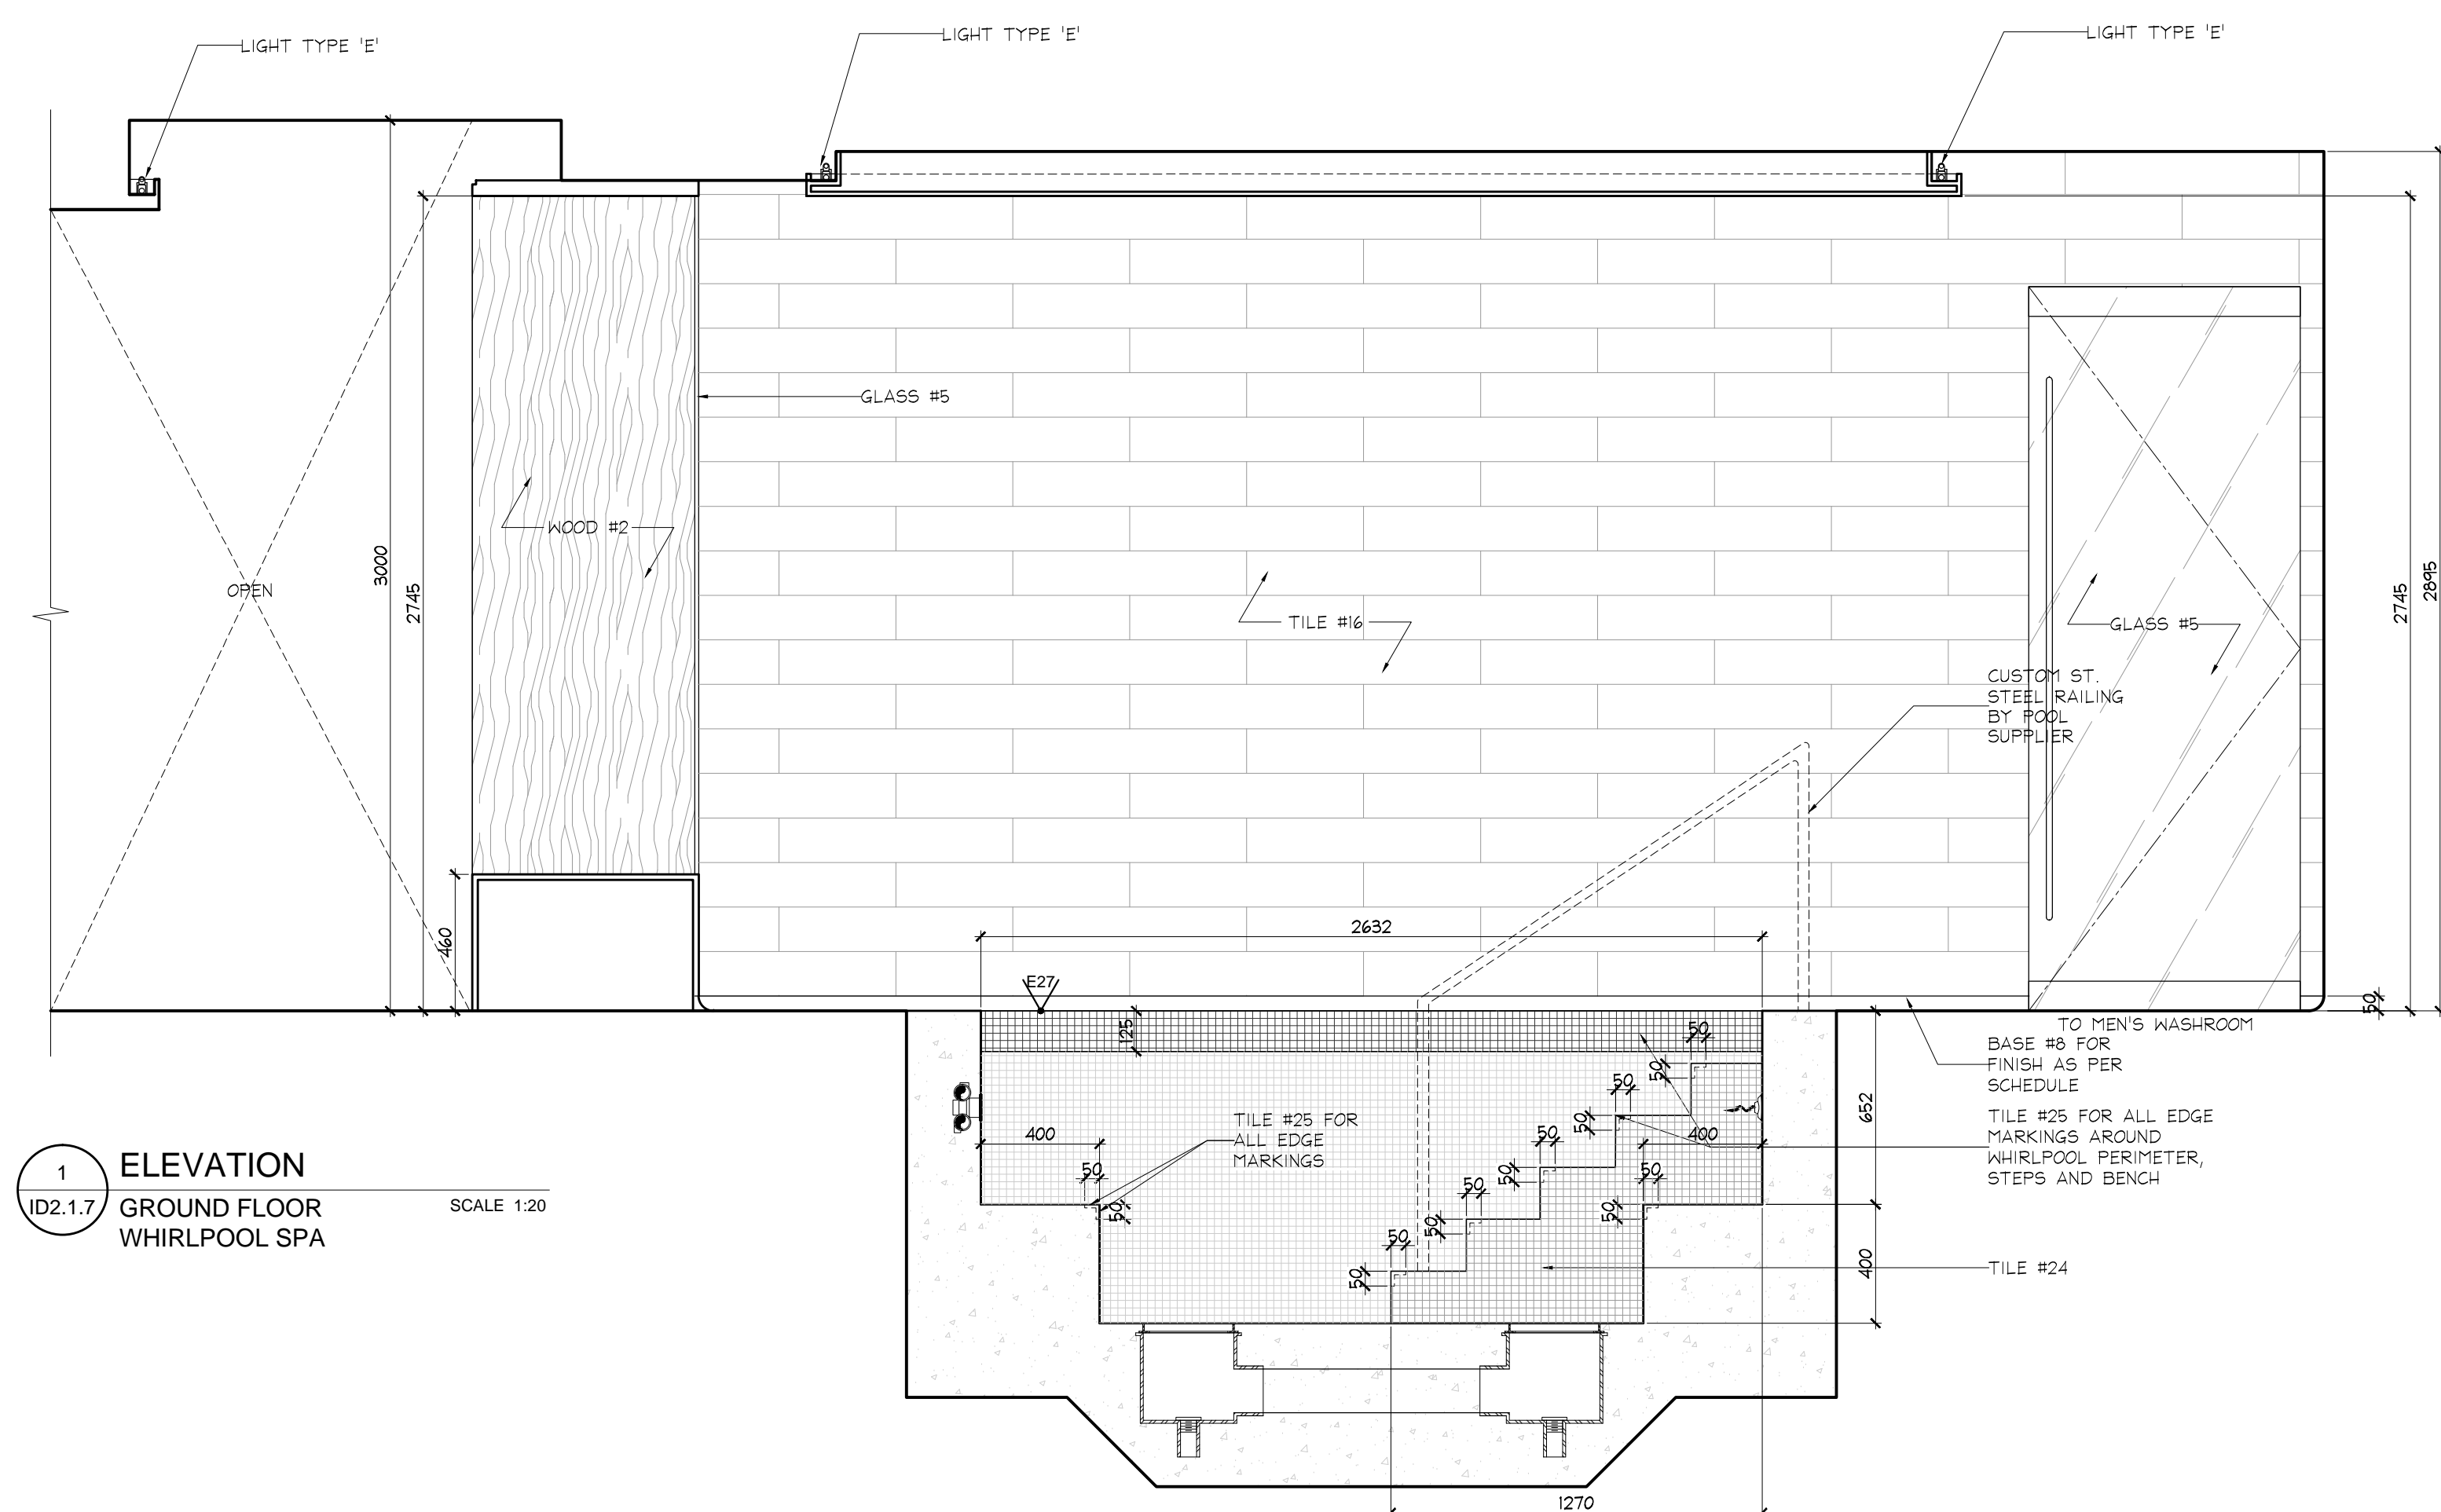 LIGHT TYPE 'E'
LIGHT TYPE 'E'
LIGHT TYPE 'E'
GLASS #5
WOOD #2
3000
2745
OPEN
TILE #16
GLASS #5
2745
2895
CUSTOM ST.
STEEL RAILING
BY POOL
SUPPLIER
460
2632
E27
125
50
TO MEN'S WASHROOM
BASE #8 FOR
FINISH AS PER
SCHEDULE
TILE #25 FOR ALL EDGE
MARKINGS AROUND
WHIRLPOOL PERIMETER,
STEPS AND BENCH
TILE #24
652
400
TILE #25 FOR
ALL EDGE
MARKINGS
400
50
50
400
50
50
50
50
50
50
50
50
50
50
50
50
1270
1
ID2.1.7
ELEVATION
GROUND FLOOR
WHIRLPOOL SPA
SCALE 1:20